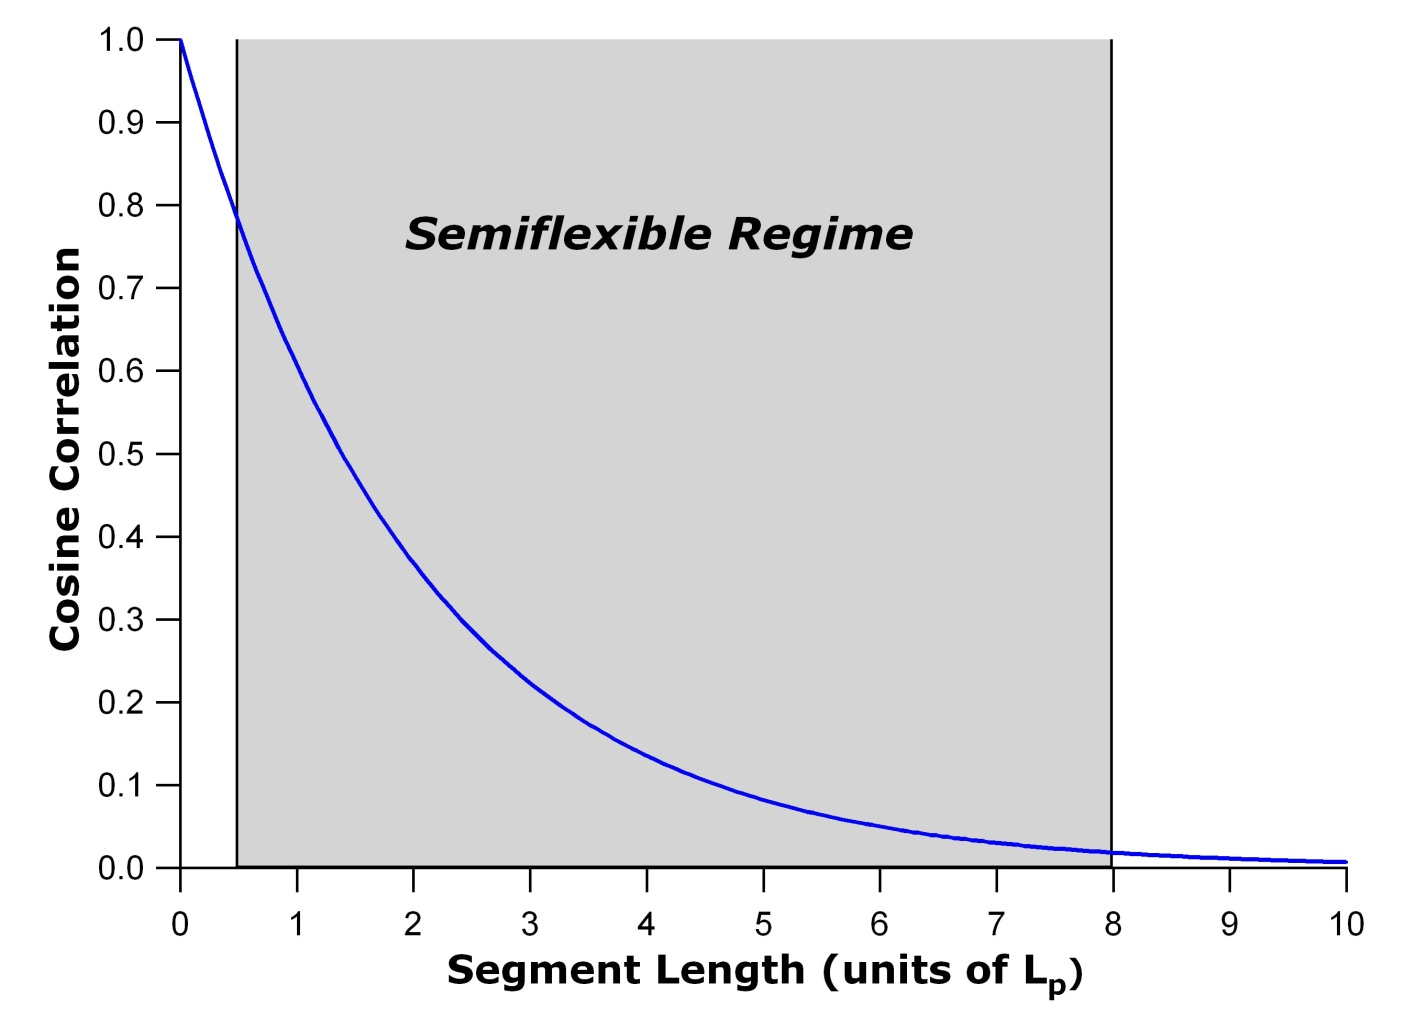 1.0
0.9
0.8
0.7
0.6
0.5
0.4
0.3
0.2
0.1
0.0
Cosine Correlation
Semiflexible Regime
0 1 2 3 4 5 6 7 8 9 10
Segment Length (units of Lp)